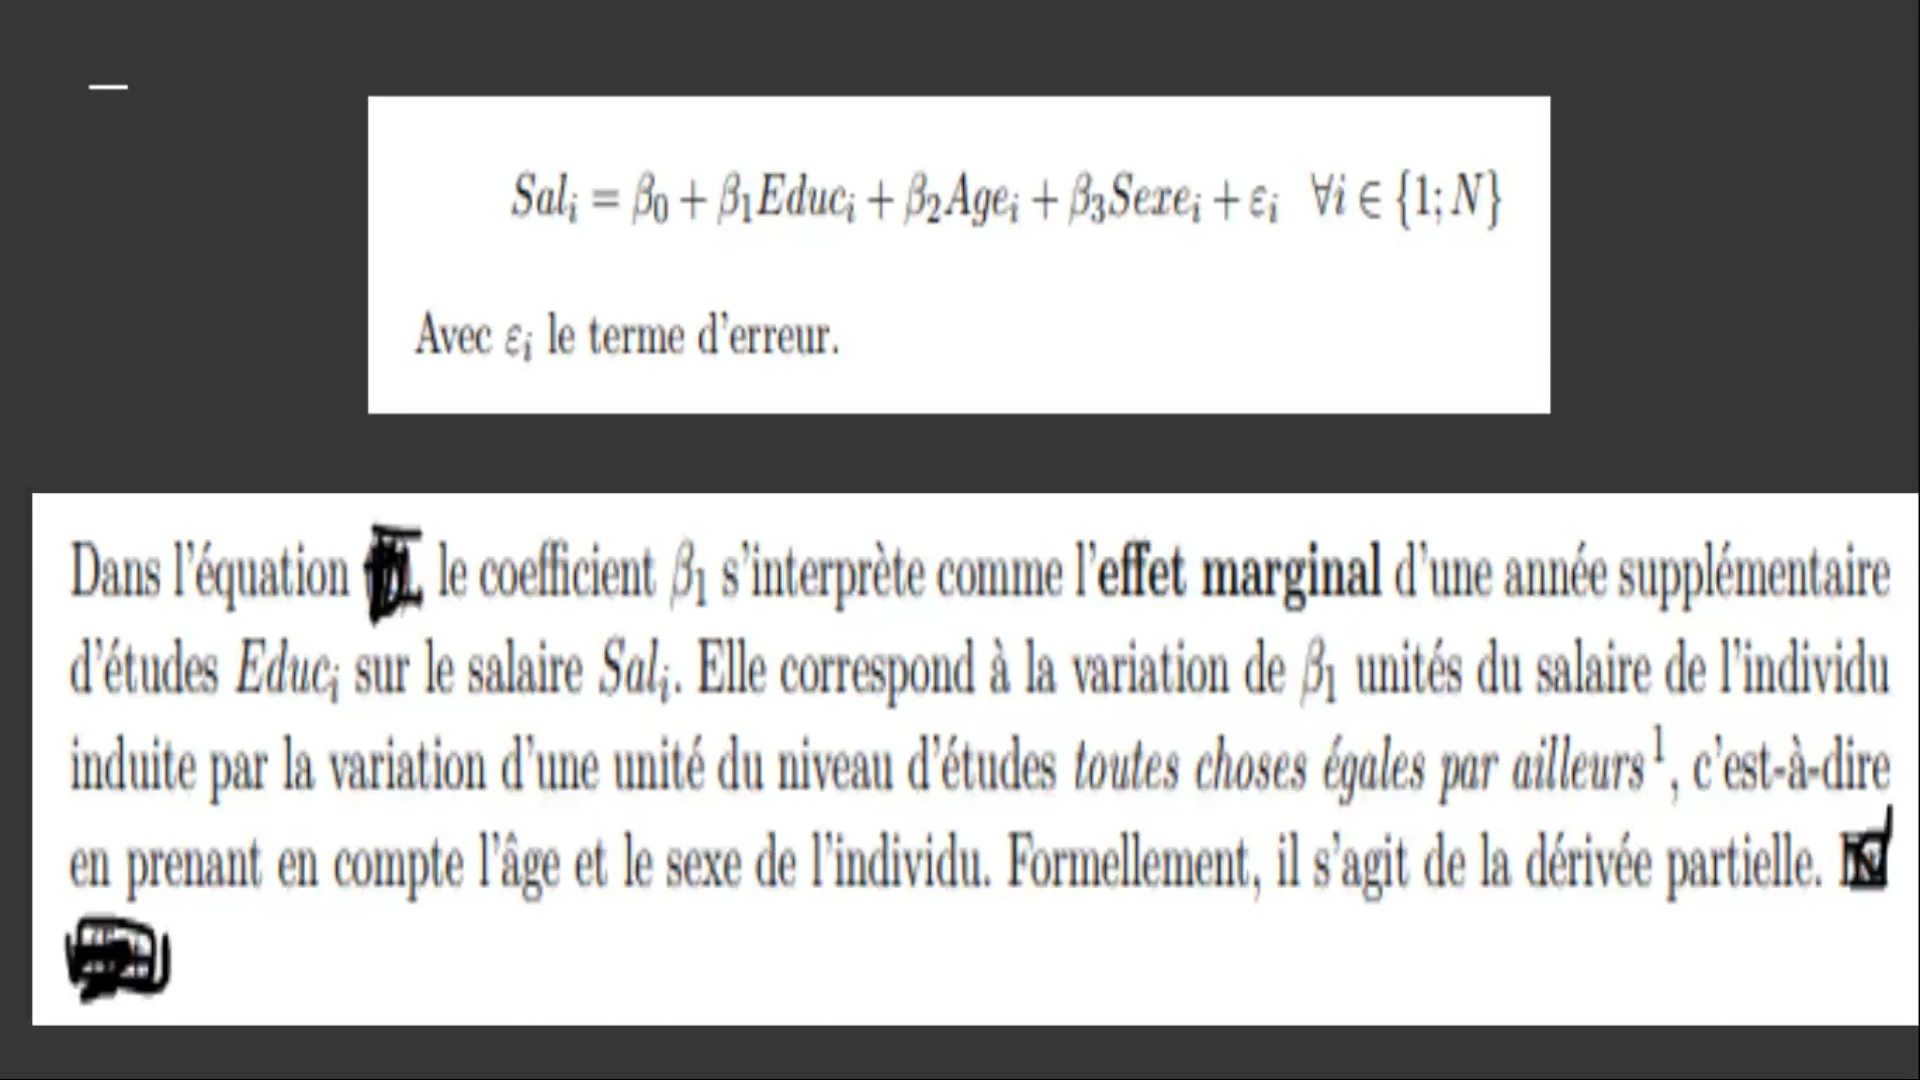 Sal_i = β_0 + β_1Educ_i + β_2Age_i + β_3Sexe_i + ε_i ∀i ∈ {1; N}
Avec ε_i le terme d'erreur.
Dans l'équation le coefficient β_1 s'interprète comme l'effet marginal d'une année supplémentaire
d'études Educ_i sur le salaire Sal_i. Elle correspond à la variation de β_1 unités du salaire de l'individu
induite par la variation d'une unité du niveau d'études toutes choses égales par ailleurs¹, c'est-à-dire
en prenant en compte l'âge et le sexe de l'individu. Formellement, il s'agit de la dérivée partielle.